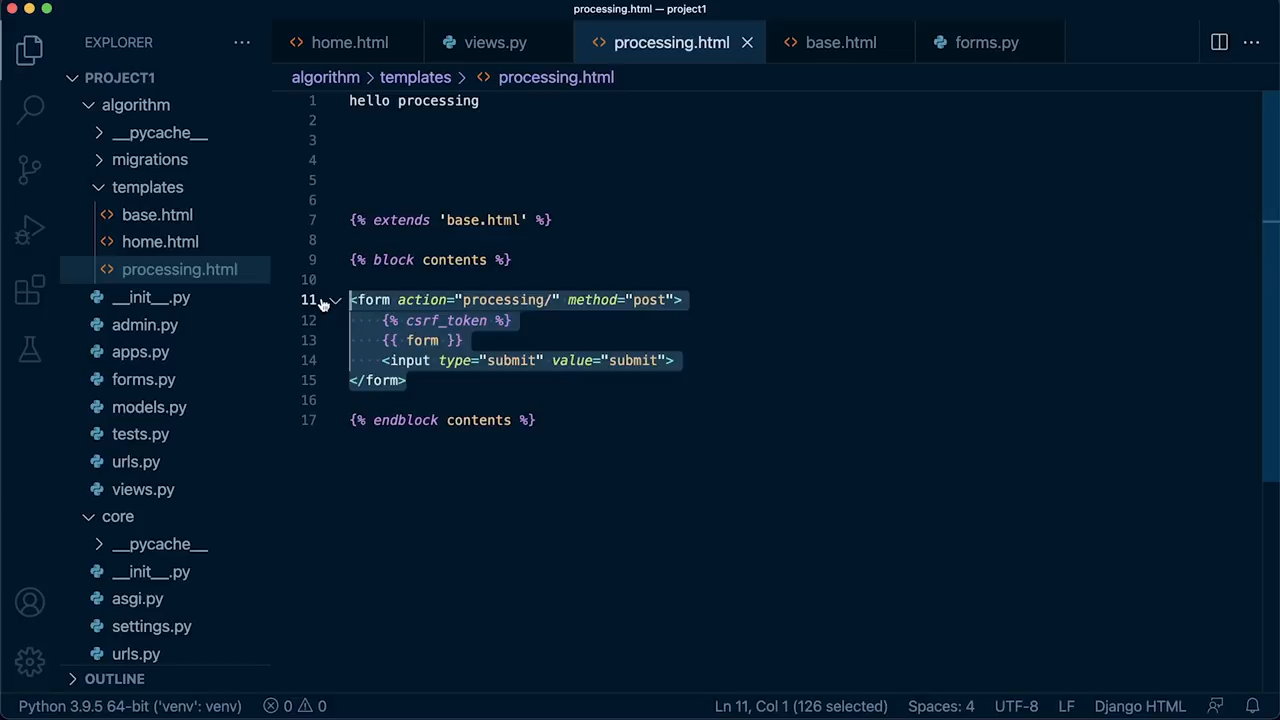 processing.html — project1
EXPLORER
home.html
views.py
processing.html
base.html
forms.py
PROJECT1
algorithm > templates > processing.html
algorithm
__pycache__
migrations
templates
base.html
home.html
processing.html
__init__.py
admin.py
apps.py
forms.py
models.py
tests.py
urls.py
views.py
core
__pycache__
__init__.py
asgi.py
settings.py
urls.py
OUTLINE
1 hello processing
2
3
4
5
6
7 {% extends 'base.html' %}
8
9 {% block contents %}
10
11 <form action="processing/" method="post">
12 {% csrf_token %}
13 {{ form }}
14 <input type="submit" value="submit">
15 </form>
16
17 {% endblock contents %}
Python 3.9.5 64-bit ('venv': venv) 0 0 Ln 11, Col 1 (126 selected) Spaces: 4 UTF-8 LF Django HTML